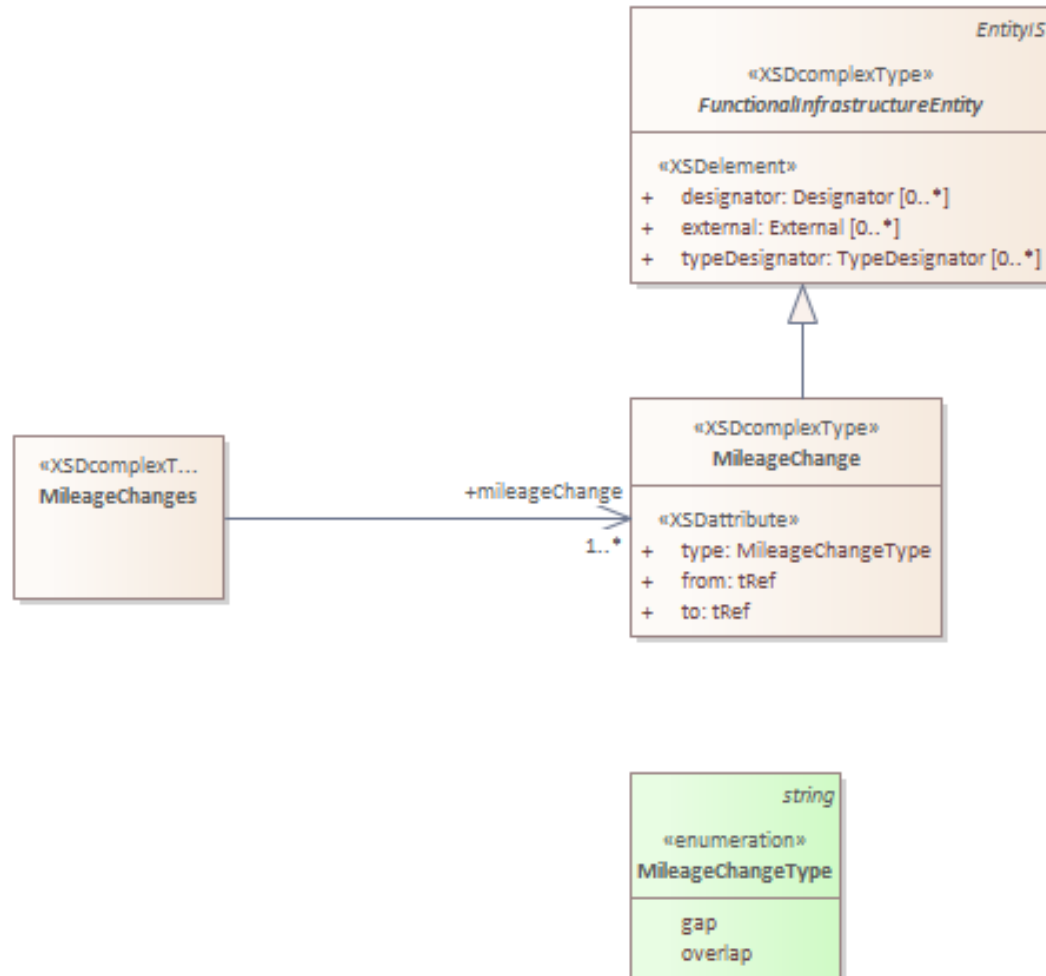 EntityIS
«XSDcomplexType»
FunctionalInfrastructureEntity
«XSDelement»
+ designator: Designator [0..*]
+ external: External [0..*]
+ typeDesignator: TypeDesignator [0..*]
«XSDcomplexType»
MileageChange
«XSDattribute»
+ type: MileageChangeType
+ from: tRef
+ to: tRef
«XSDcomplexT...
MileageChanges
+mileageChange
1..*
string
«enumeration»
MileageChangeType
gap
overlap